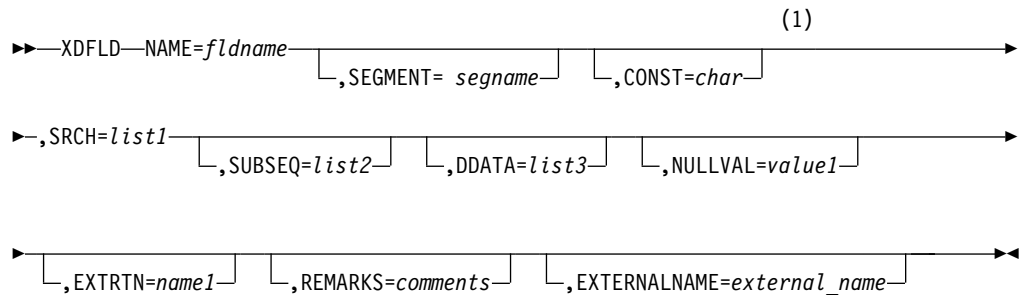 (1)
XDFLD NAME=fldname
,SEGMENT= segname ,CONST=char
,SRCH=list1
,SUBSEQ=list2 ,DDATA=list3 ,NULLVAL=value1
,EXTRTN=name1 ,REMARKS=comments ,EXTERNALNAME=external_name